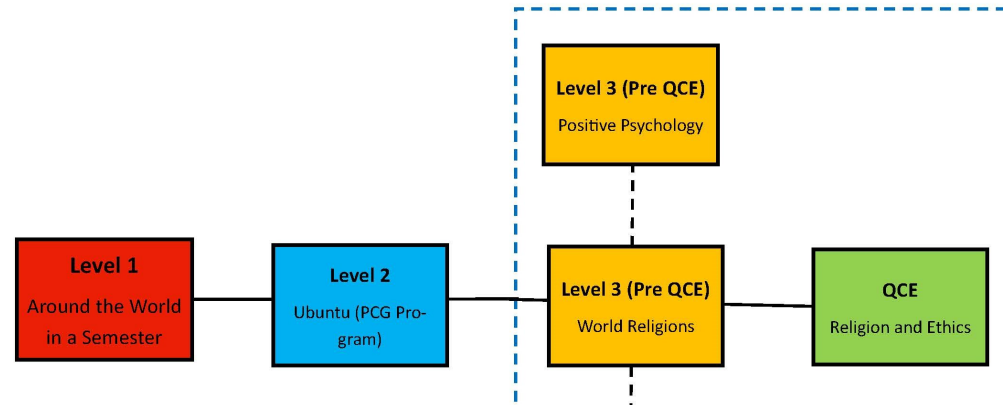 Level 3 (Pre QCE)
Positive Psychology
Level 1
Around the World
in a Semester
Level 2
Ubuntu (PCG Pro-
gram)
Level 3 (Pre QCE)
World Religions
QCE
Religion and Ethics